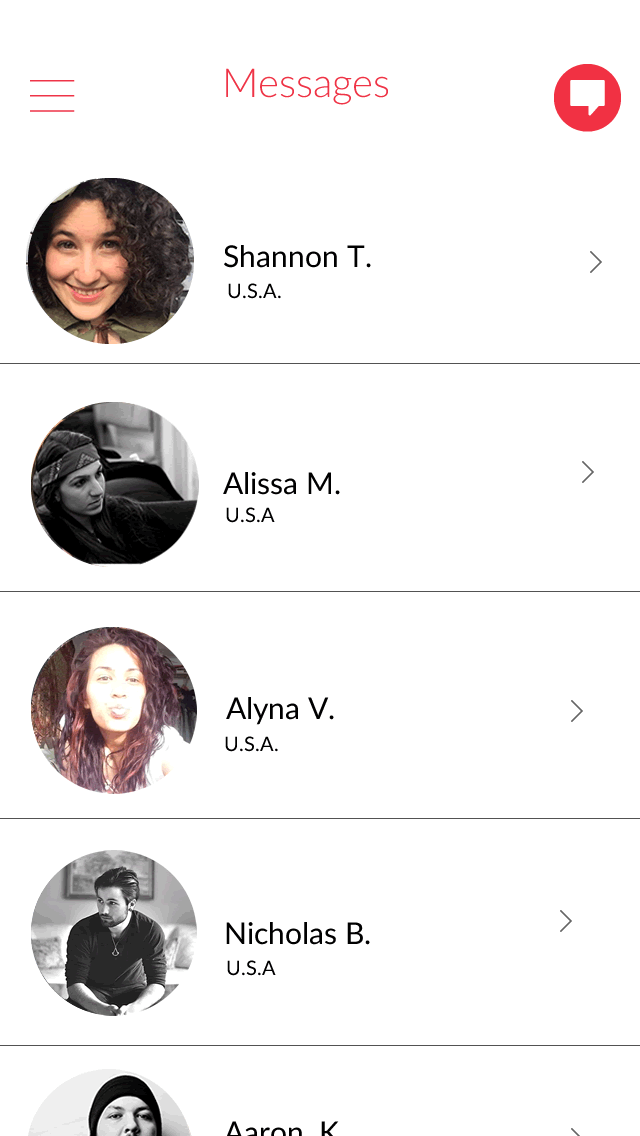 Messages
Shannon T.
U.S.A.
Alissa M.
U.S.A
Alyna V.
U.S.A.
Nicholas B.
U.S.A
Aaron. K